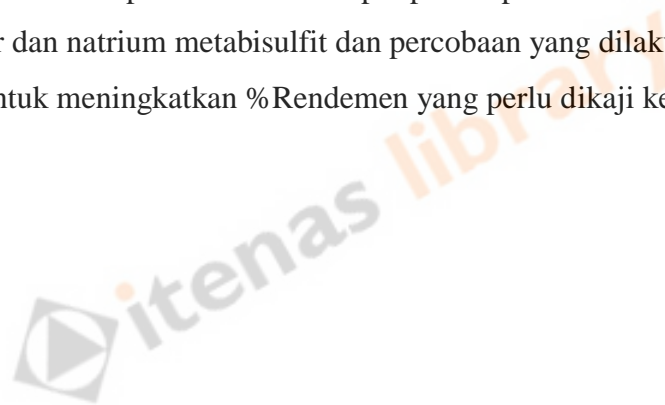 r dan natrium metabisulfit dan percobaan yang dilak
ntuk meningkatkan %Rendemen yang perlu dikaji ke
itenas library